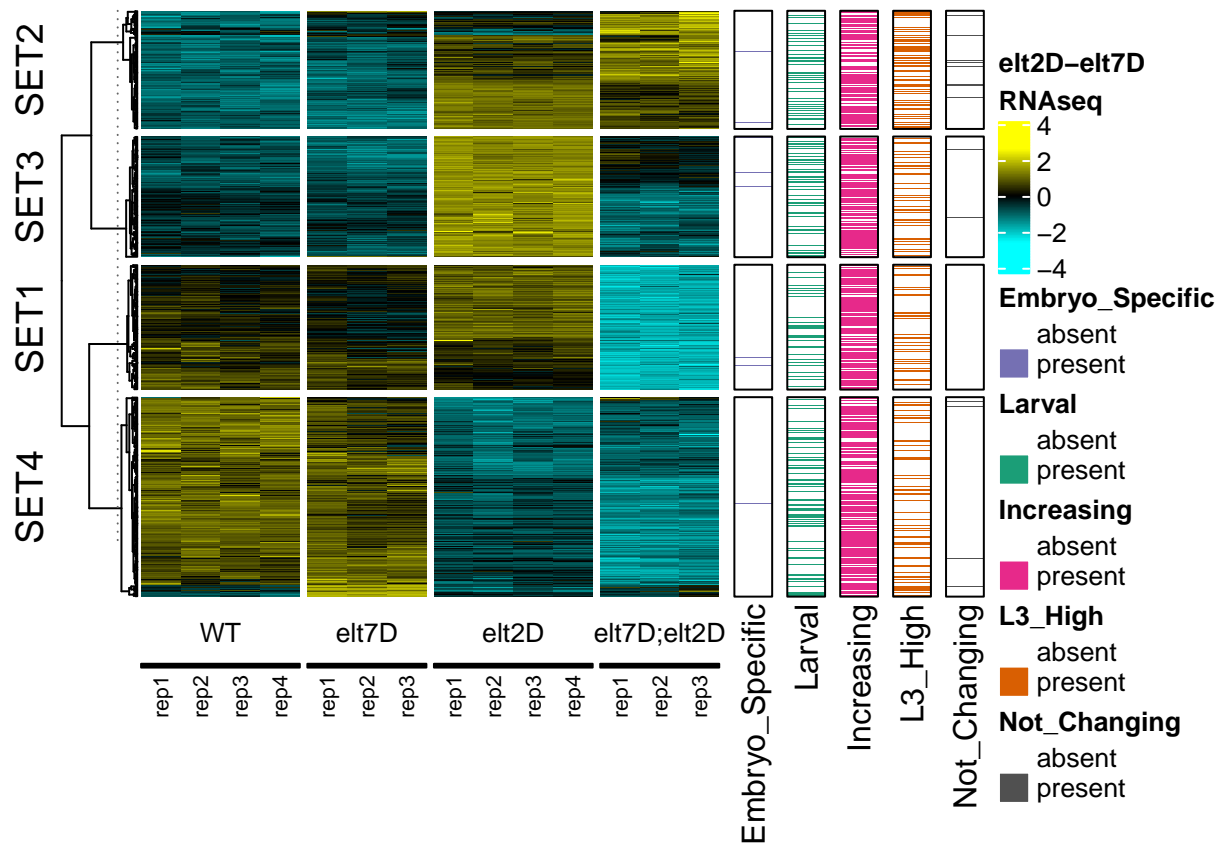 SET2
SET3
SET1
SET4
WT
elt7D
elt2D
elt7D;elt2D
rep1
rep2
rep3
rep4
rep1
rep2
rep3
rep1
rep2
rep3
rep4
rep1
rep2
rep3
Embryo_Specific
Larval
Increasing
L3_High
Not_Changing
elt2D−elt7D
RNAseq
4
2
0
−2
−4
Embryo_Specific
absent
present
Larval
absent
present
Increasing
absent
present
L3_High
absent
present
Not_Changing
absent
present